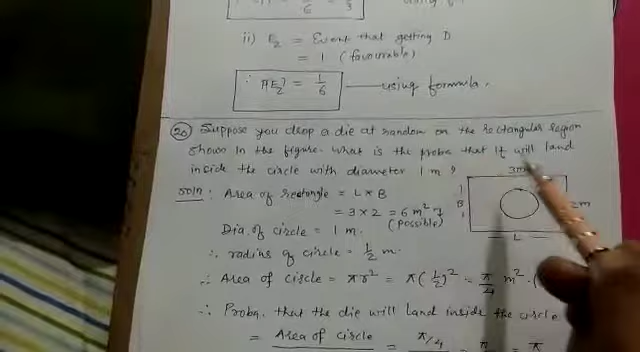 6
3
ii) E2 = Event that getting D
= 1 (favourable)
∴ P(E2) = 1/6 —— using formula.
(20) Suppose you drop a die at random on the rectangular region
shown in the figure. What is the proba. that it will land
inside the circle with diameter 1 m ?
3m
Soln : Area of rectangle = L × B
B
2m
= 3 × 2 = 6 m²
(possible)
Dia. of circle = 1 m.
L
∴ radius of circle = 1/2 m.
∴ Area of circle = πr² = π(1/2)² = π/4 m².
∴ Proba. that the die will land inside the circle
= Area of circle = π/4 = π = π